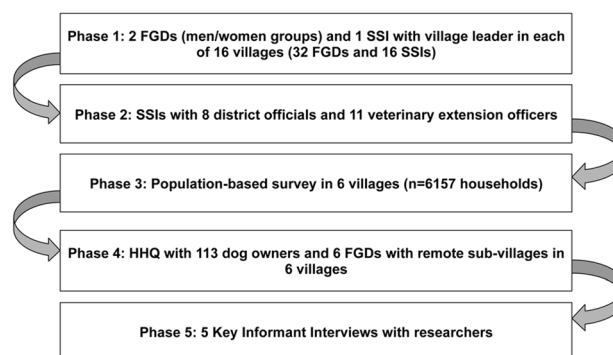 Phase 1: 2 FGDs (men/women groups) and 1 SSI with village leader in each
of 16 villages (32 FGDs and 16 SSIs)
Phase 2: SSIs with 8 district officials and 11 veterinary extension officers
Phase 3: Population-based survey in 6 villages (n=6157 households)
Phase 4: HHQ with 113 dog owners and 6 FGDs with remote sub-villages in
6 villages
Phase 5: 5 Key Informant Interviews with researchers